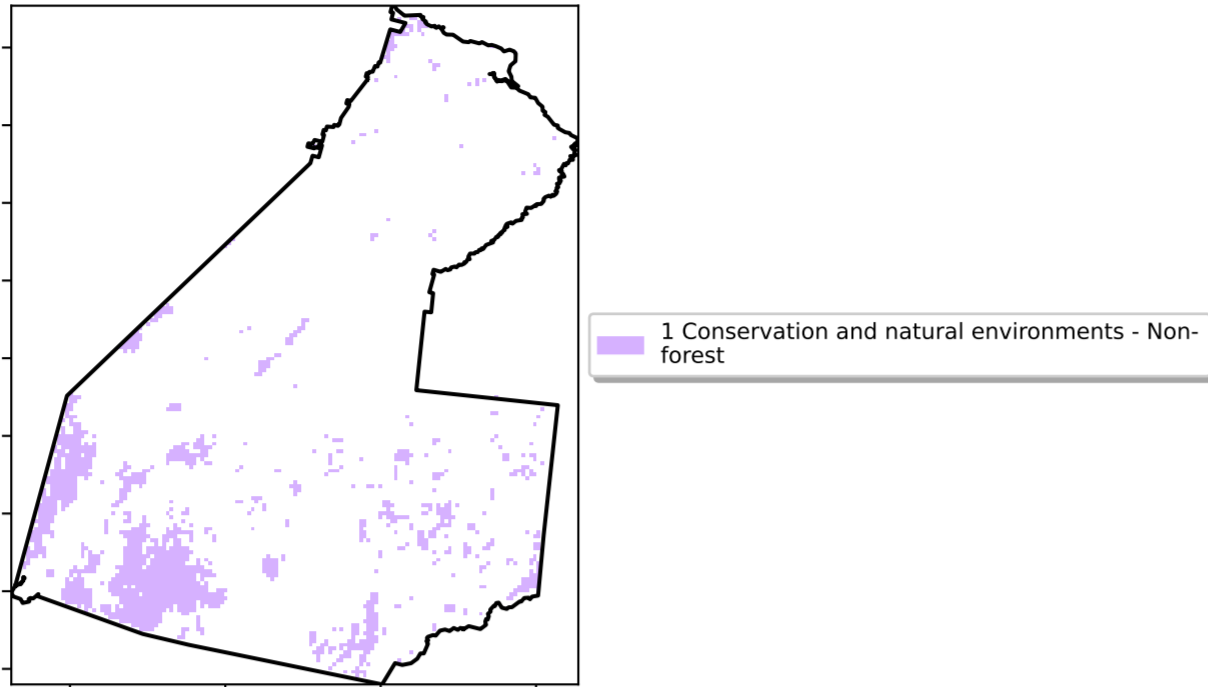 1 Conservation and natural environments - Non-
forest